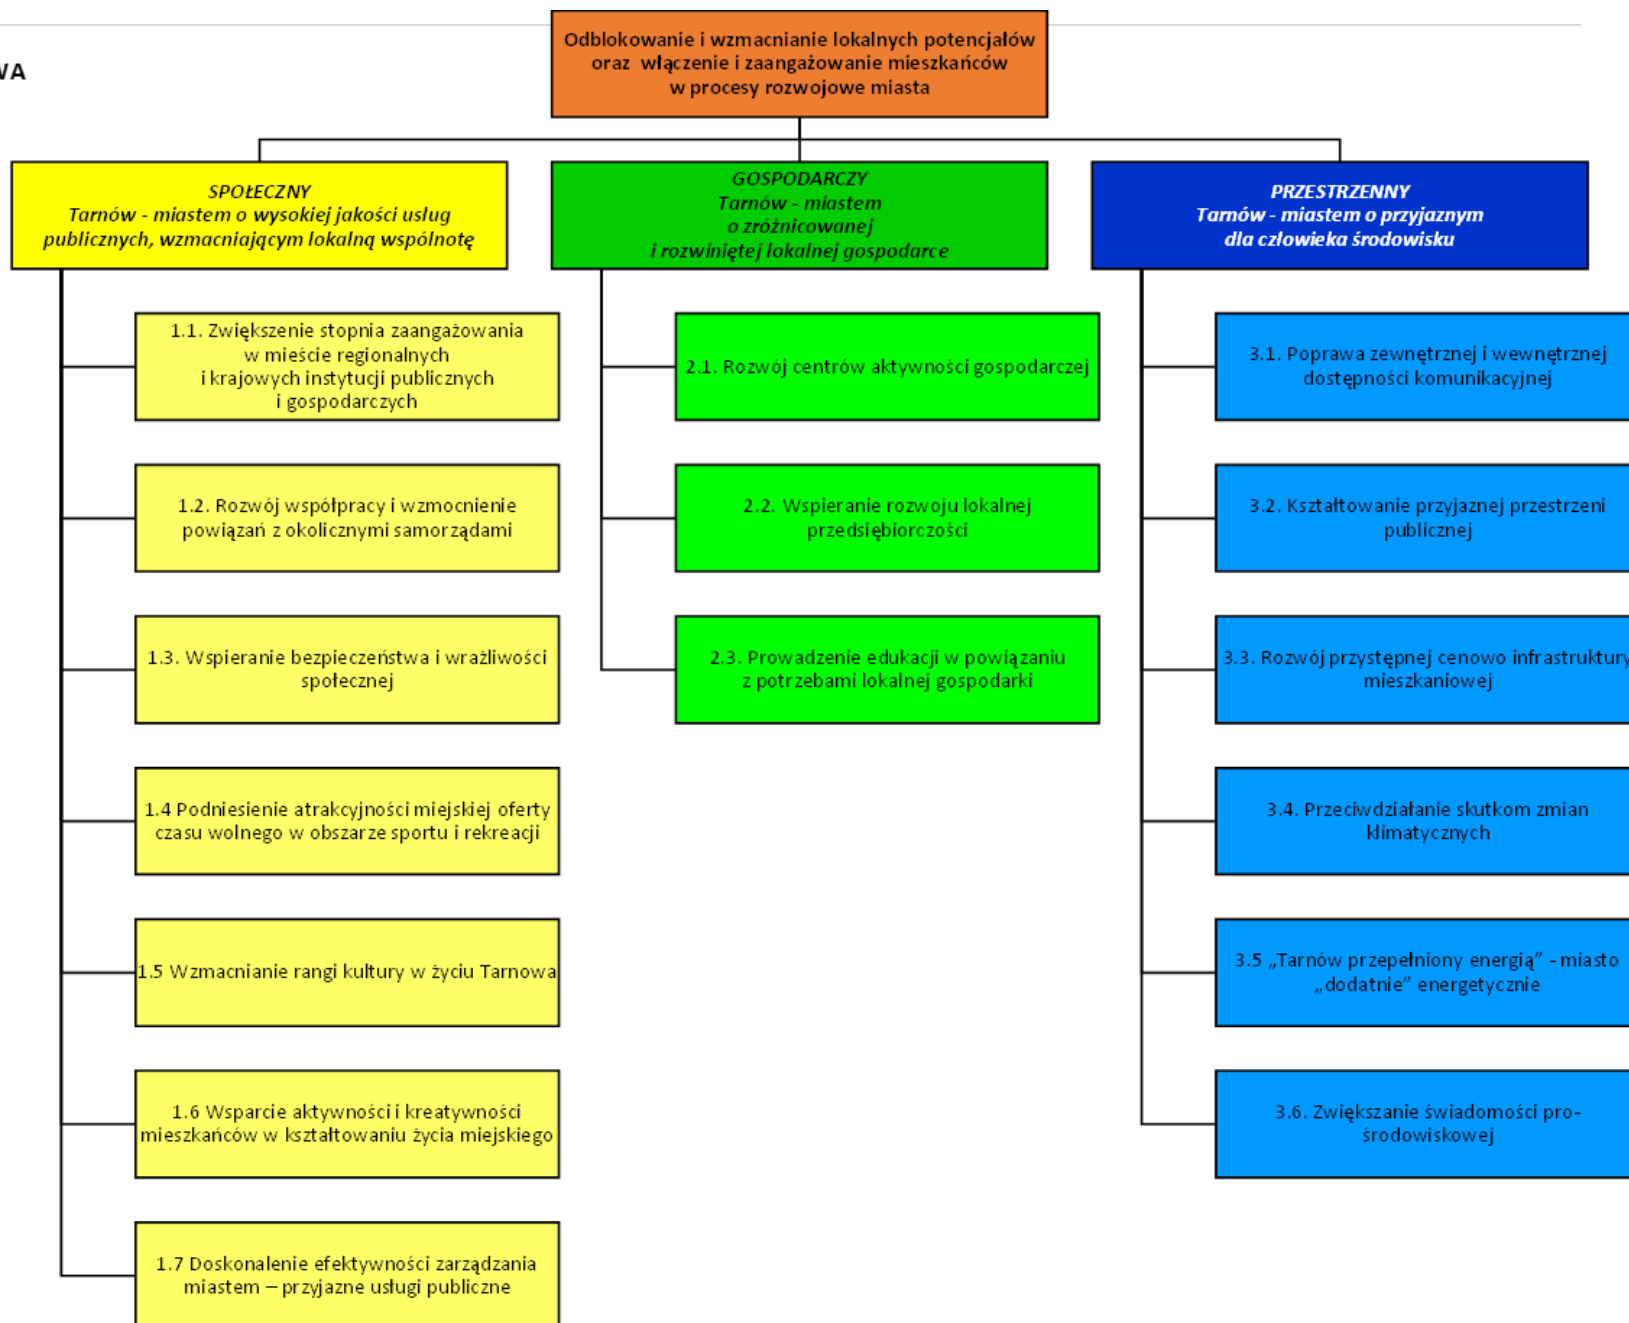 WA
Odblokowanie i wzmacnianie lokalnych potencjałów
oraz włączenie i zaangażowanie mieszkańców
w procesy rozwojowe miasta
SPOŁECZNY
Tarnów - miastem o wysokiej jakości usług
publicznych, wzmacniającym lokalną wspólnotę
GOSPODARCZY
Tarnów - miastem
o zróżnicowanej
i rozwiniętej lokalnej gospodarce
PRZESTRZENNY
Tarnów - miastem o przyjaznym
dla człowieka środowisku
1.1. Zwiększenie stopnia zaangażowania
w mieście regionalnych
i krajowych instytucji publicznych
i gospodarczych
1.2. Rozwój współpracy i wzmocnienie
powiązań z okolicznymi samorządami
1.3. Wspieranie bezpieczeństwa i wrażliwości
społecznej
1.4 Podniesienie atrakcyjności miejskiej oferty
czasu wolnego w obszarze sportu i rekreacji
1.5 Wzmacnianie rangi kultury w życiu Tarnowa
1.6 Wsparcie aktywności i kreatywności
mieszkańców w kształtowaniu życia miejskiego
1.7 Doskonalenie efektywności zarządzania
miastem – przyjazne usługi publiczne
2.1. Rozwój centrów aktywności gospodarczej
2.2. Wspieranie rozwoju lokalnej
przedsiębiorczości
2.3. Prowadzenie edukacji w powiązaniu
z potrzebami lokalnej gospodarki
3.1. Poprawa zewnętrznej i wewnętrznej
dostępności komunikacyjnej
3.2. Kształtowanie przyjaznej przestrzeni
publicznej
3.3. Rozwój przystępnej cenowo infrastruktury
mieszkaniowej
3.4. Przeciwdziałanie skutkom zmian
klimatycznych
3.5 „Tarnów przepełniony energią” - miasto
„dodatnie” energetycznie
3.6. Zwiększanie świadomości pro-
środowiskowej